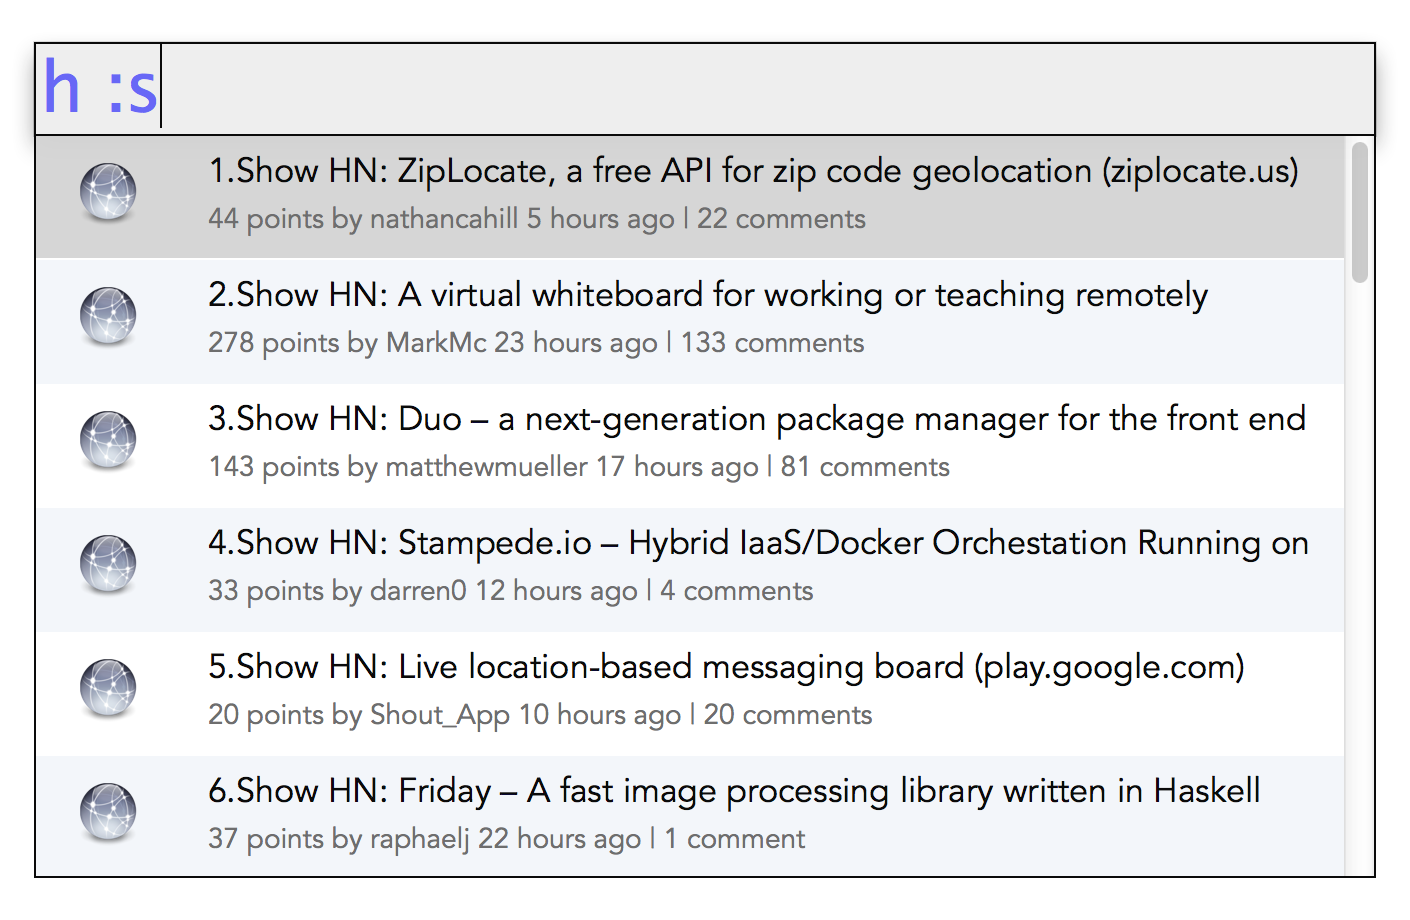 h :s
1.Show HN: ZipLocate, a free API for zip code geolocation (ziplocate.us)
44 points by nathancahill 5 hours ago | 22 comments
2.Show HN: A virtual whiteboard for working or teaching remotely
278 points by MarkMc 23 hours ago | 133 comments
3.Show HN: Duo – a next-generation package manager for the front end
143 points by matthewmueller 17 hours ago | 81 comments
4.Show HN: Stampede.io – Hybrid IaaS/Docker Orchestation Running on
33 points by darren0 12 hours ago | 4 comments
5.Show HN: Live location-based messaging board (play.google.com)
20 points by Shout_App 10 hours ago | 20 comments
6.Show HN: Friday – A fast image processing library written in Haskell
37 points by raphaelj 22 hours ago | 1 comment